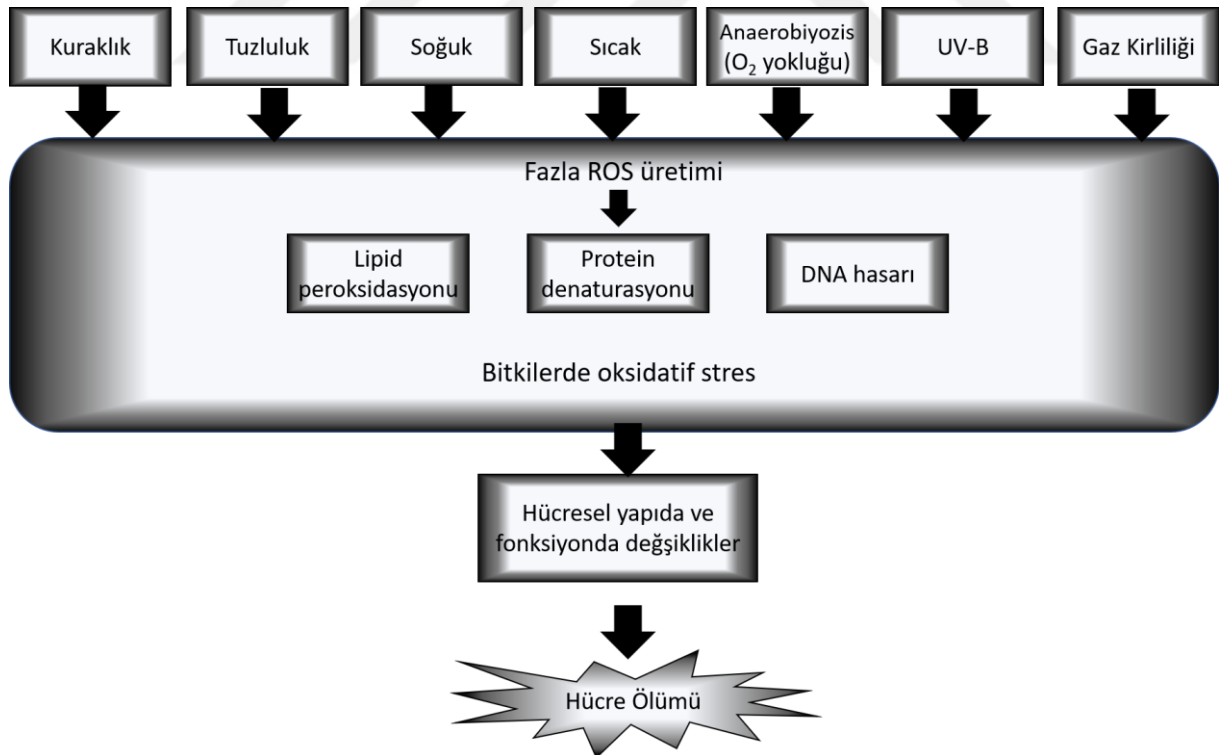 Kuraklık
Tuzluluk
Soğuk
Sıcak
Anaerobiyozis
(O₂ yokluğu)
UV-B
Gaz Kirliliği
Fazla ROS üretimi
Lipid
peroksidasyonu
Protein
denaturasyonu
DNA hasarı
Bitkilerde oksidatif stres
Hücresel yapıda ve
fonksiyonda değşiklikler
Hücre Ölümü